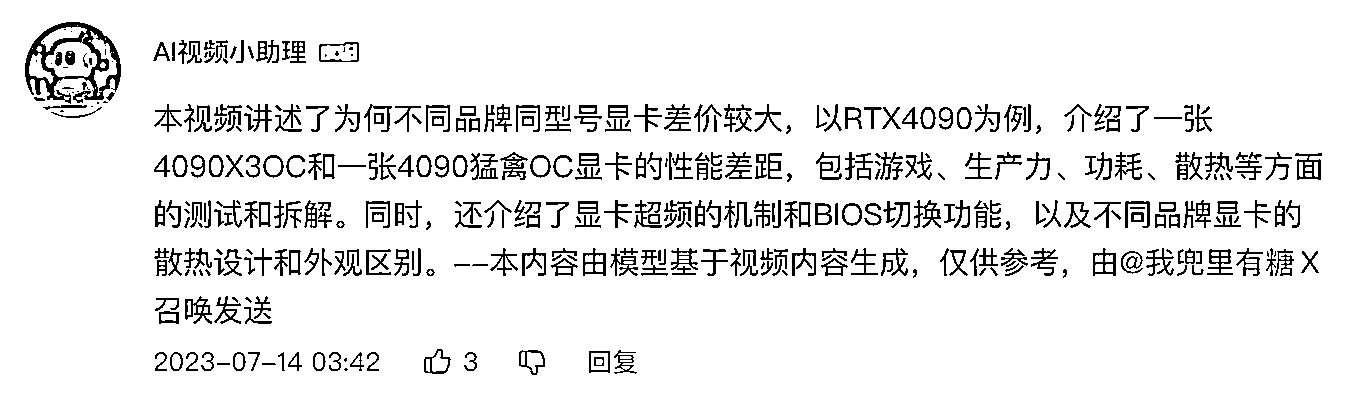 AI视频小助理
本视频讲述了为何不同品牌同型号显卡差价较大，以RTX4090为例，介绍了一张
4090X3OC和一张4090猛禽OC显卡的性能差距，包括游戏、生产力、功耗、散热等方面
的测试和拆解。同时，还介绍了显卡超频的机制和BIOS切换功能，以及不同品牌显卡的
散热设计和外观区别。--本内容由模型基于视频内容生成，仅供参考，由@我兜里有糖X
召唤发送
2023-07-14 03:42 3 回复